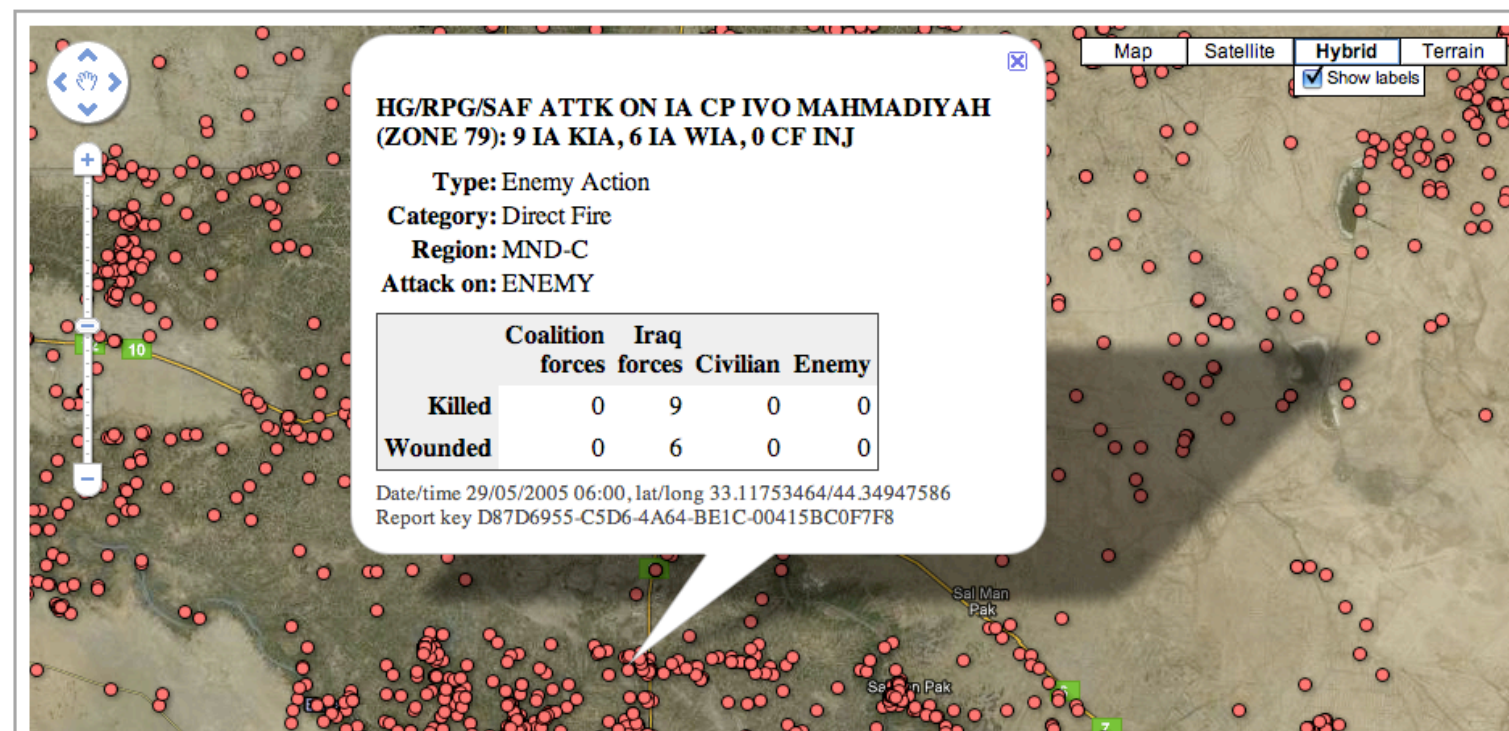 Map Satellite Hybrid Terrain
Show labels
HG/RPG/SAF ATTK ON IA CP IVO MAHMADIYAH
(ZONE 79): 9 IA KIA, 6 IA WIA, 0 CF INJ
Type: Enemy Action
Category: Direct Fire
Region: MND-C
Attack on: ENEMY
Coalition Iraq
forces forces Civilian Enemy
Killed 0 9 0 0
Wounded 0 6 0 0
Date/time 29/05/2005 06:00, lat/long 33.11753464/44.34947586
Report key D87D6955-C5D6-4A64-BE1C-00415BC0F7F8
10
Sal Man
Pak
7